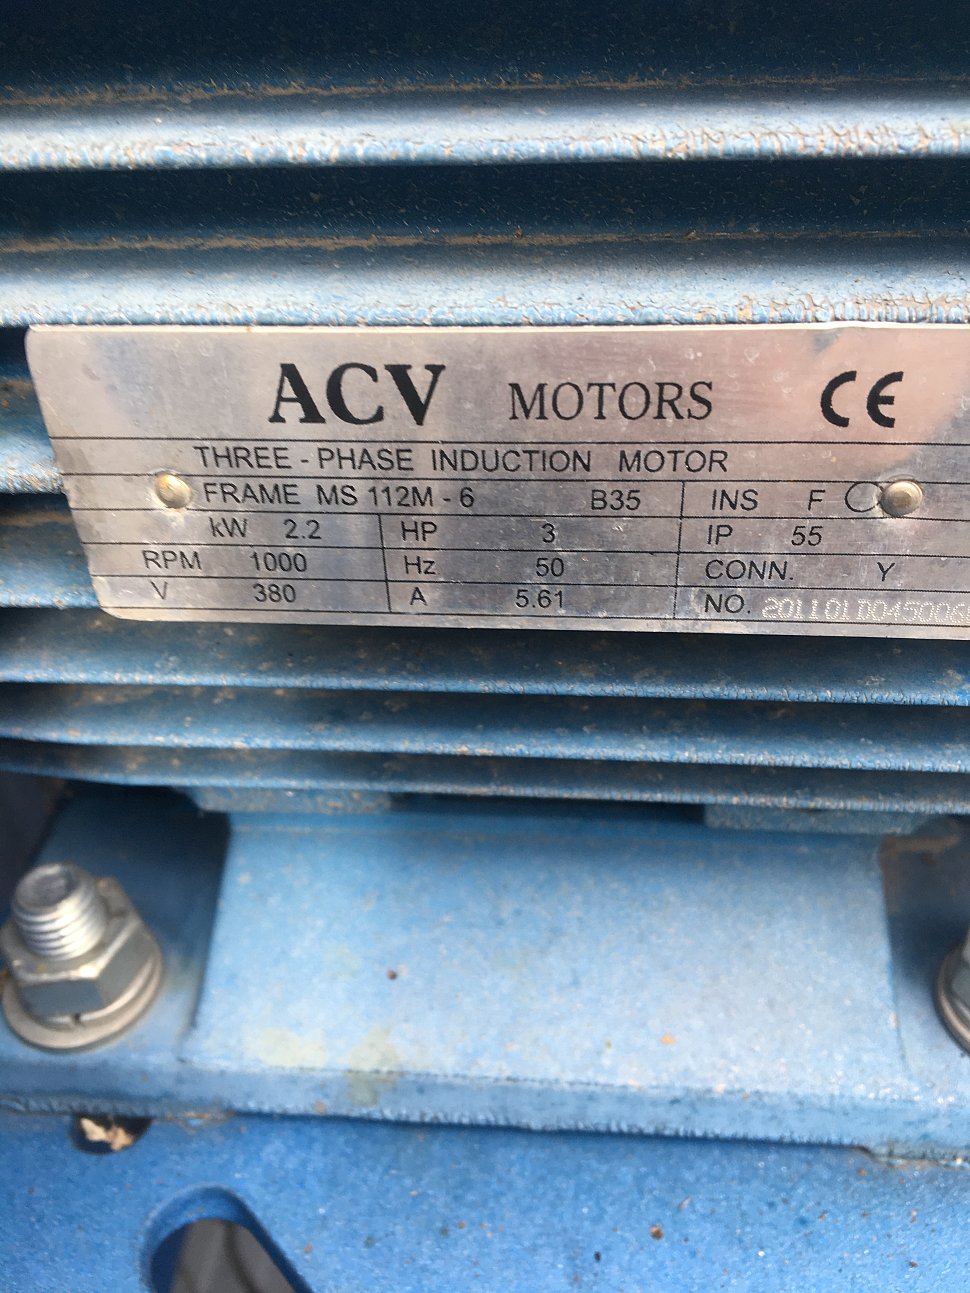 ACV MOTORS CE
THREE - PHASE INDUCTION MOTOR
FRAME MS 112M - 6 B35 INS F
kW 2.2 HP 3 IP 55
RPM 1000 Hz 50 CONN. Y
V 380 A 5.61 NO.